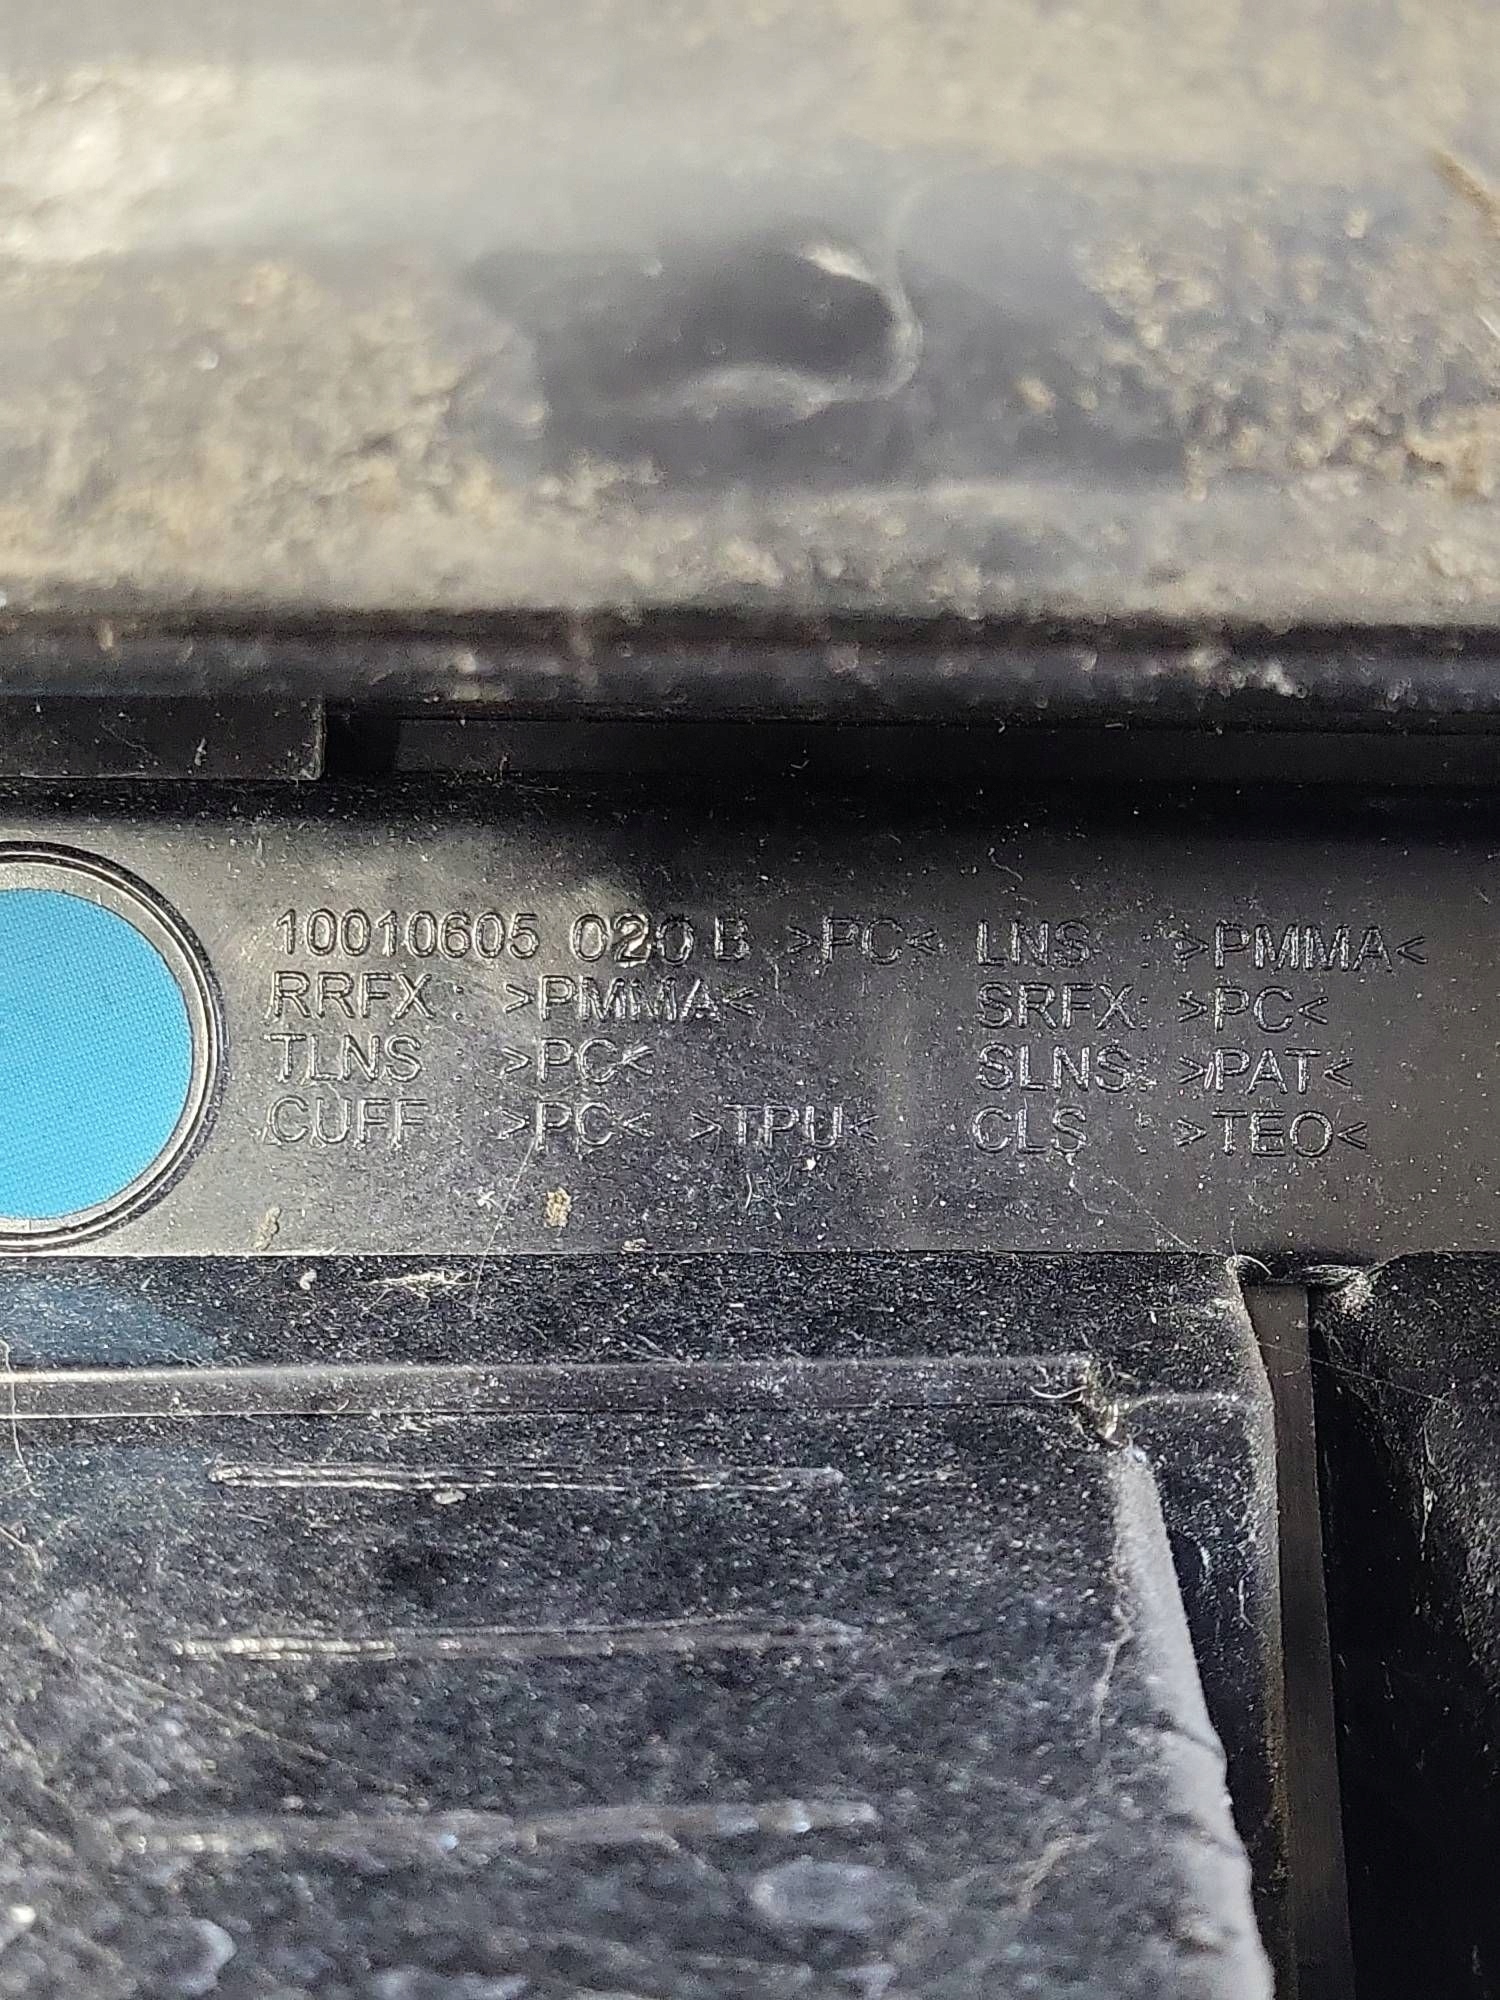 10010605 020 B >PC< LNS : >PMMA<
RRFX : >PMMA< SRFX: >PC<
TLNS : >PC< SLNS: >PAT<
CUFF : >PC< >TPU< CLS : >TEO<